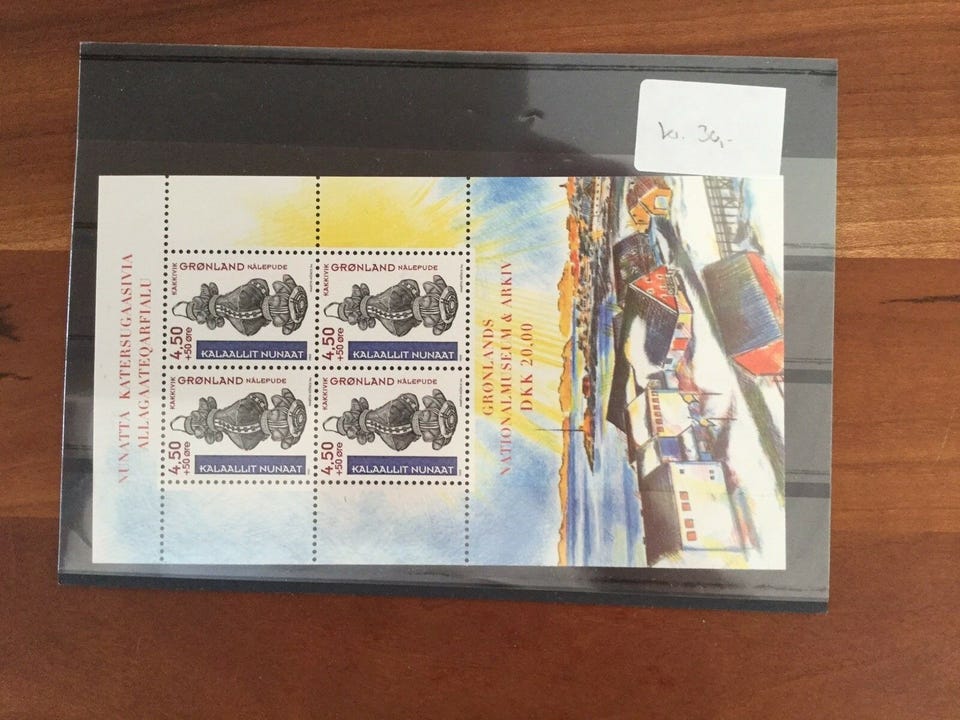 kr. 30,-
NUNATTA KATERSUGAASIVIA
ALLAGAATEQARFIALU
KAKKIVIK
GRØNLAND NÅLEPUDE
4,50
+50 øre
KALAALLIT NUNAAT
KAKKIVIK
GRØNLAND NÅLEPUDE
4,50
+50 øre
KALAALLIT NUNAAT
KAKKIVIK
GRØNLAND NÅLEPUDE
4,50
+50 øre
KALAALLIT NUNAAT
KAKKIVIK
GRØNLAND NÅLEPUDE
4,50
+50 øre
KALAALLIT NUNAAT
GRØNLANDS
NATIONALMUSEUM & ARKIV
DKK 20.00